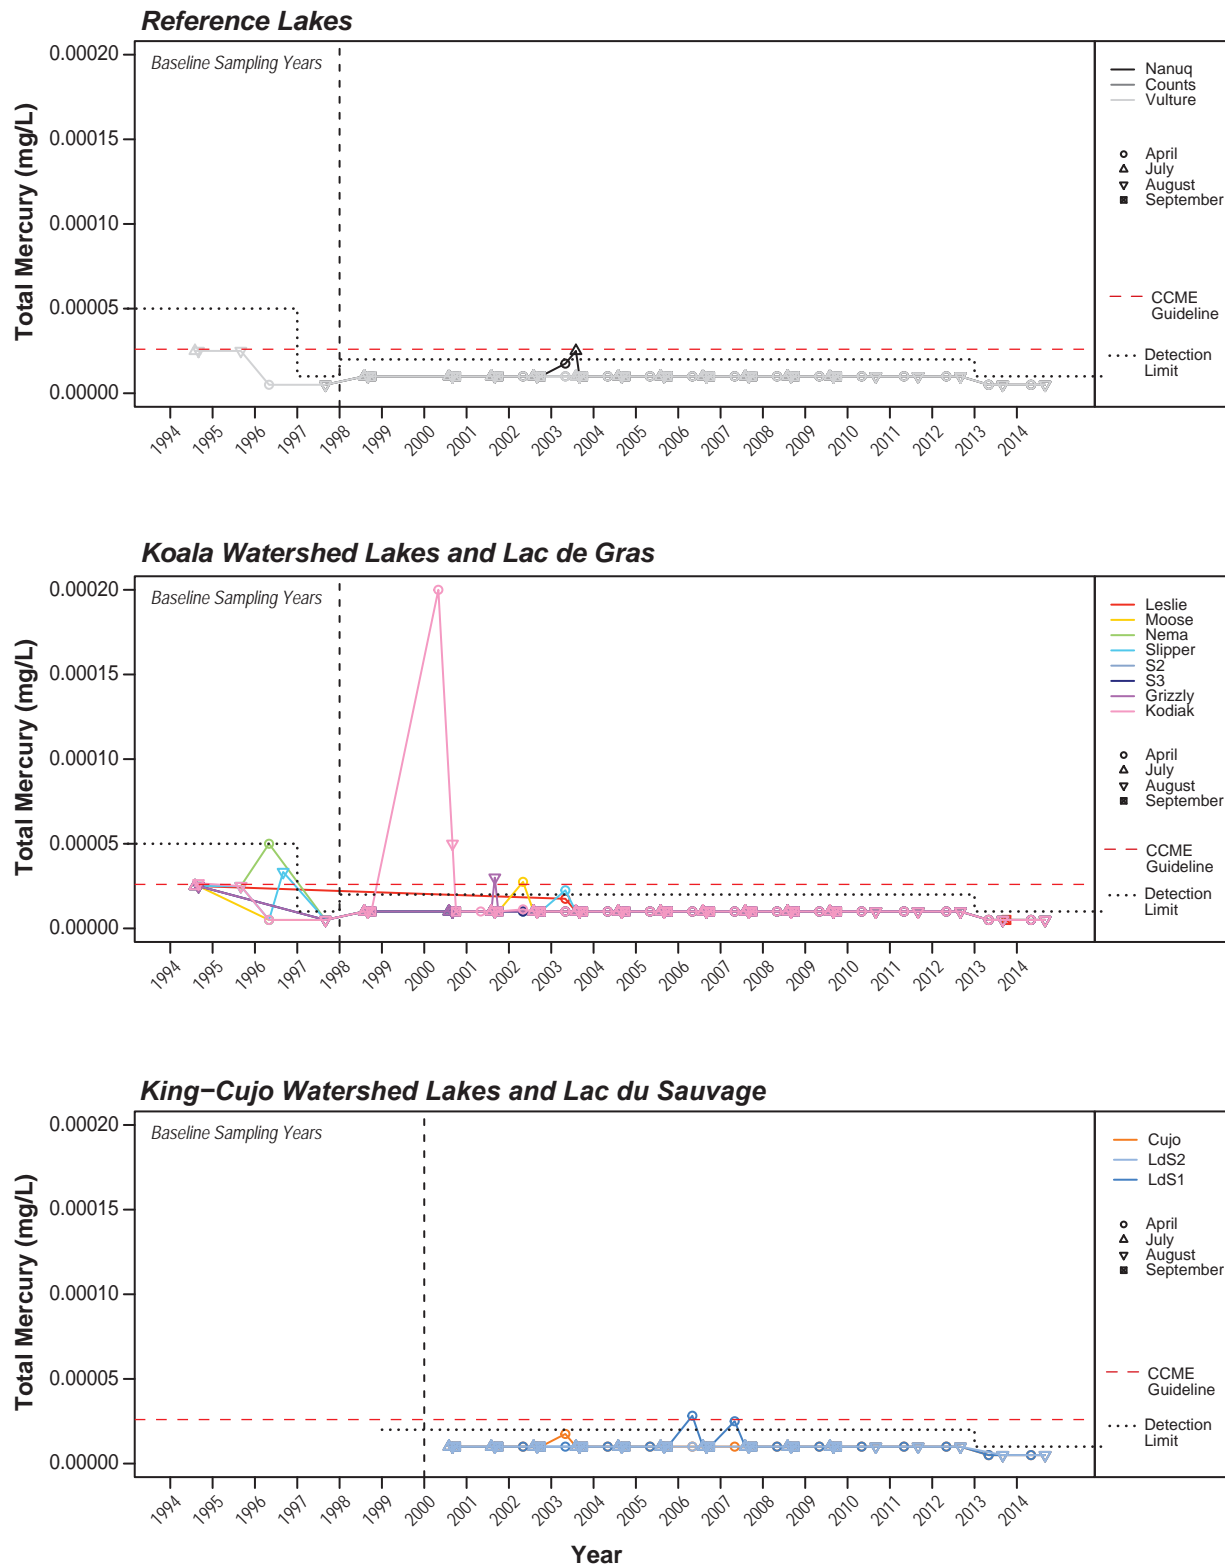 Reference Lakes
Total Mercury (mg/L)
0.00020
0.00015
0.00010
0.00005
0.00000
Baseline Sampling Years
1994 1995 1996 1997 1998 1999 2000 2001 2002 2003 2004 2005 2006 2007 2008 2009 2010 2011 2012 2013 2014
Nanuq
Counts
Vulture
April
July
August
September
CCME
Guideline
Detection
Limit
Koala Watershed Lakes and Lac de Gras
Total Mercury (mg/L)
0.00020
0.00015
0.00010
0.00005
0.00000
Baseline Sampling Years
1994 1995 1996 1997 1998 1999 2000 2001 2002 2003 2004 2005 2006 2007 2008 2009 2010 2011 2012 2013 2014
Leslie
Moose
Nema
Slipper
S2
S3
Grizzly
Kodiak
April
July
August
September
CCME
Guideline
Detection
Limit
King−Cujo Watershed Lakes and Lac du Sauvage
Total Mercury (mg/L)
0.00020
0.00015
0.00010
0.00005
0.00000
Baseline Sampling Years
1994 1995 1996 1997 1998 1999 2000 2001 2002 2003 2004 2005 2006 2007 2008 2009 2010 2011 2012 2013 2014
Cujo
LdS2
LdS1
April
July
August
September
CCME
Guideline
Detection
Limit
Year